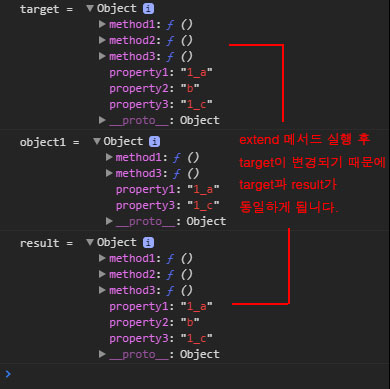 target = ▼Object i
▶method1: ƒ ()
▶method2: ƒ ()
▶method3: ƒ ()
property1: "1_a"
property2: "b"
property3: "1_c"
▶__proto__: Object
object1 = ▼Object i
▶method1: ƒ ()
▶method3: ƒ ()
property1: "1_a"
property3: "1_c"
▶__proto__: Object
extend 메서드 실행 후
target이 변경되기 때문에
target과 result가
동일하게 됩니다.
result = ▼Object i
▶method1: ƒ ()
▶method2: ƒ ()
▶method3: ƒ ()
property1: "1_a"
property2: "b"
property3: "1_c"
▶__proto__: Object
>